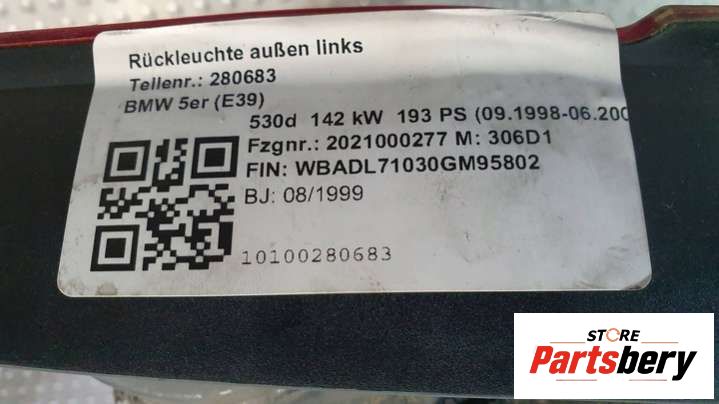 Rückleuchte außen links
Teilenr.: 280683
BMW 5er (E39)
530d 142 kW 193 PS (09.1998-06.200
Fzgnr.: 2021000277 M: 306D1
FIN: WBADL71030GM95802
BJ: 08/1999
10100280683
STORE
Partsbery